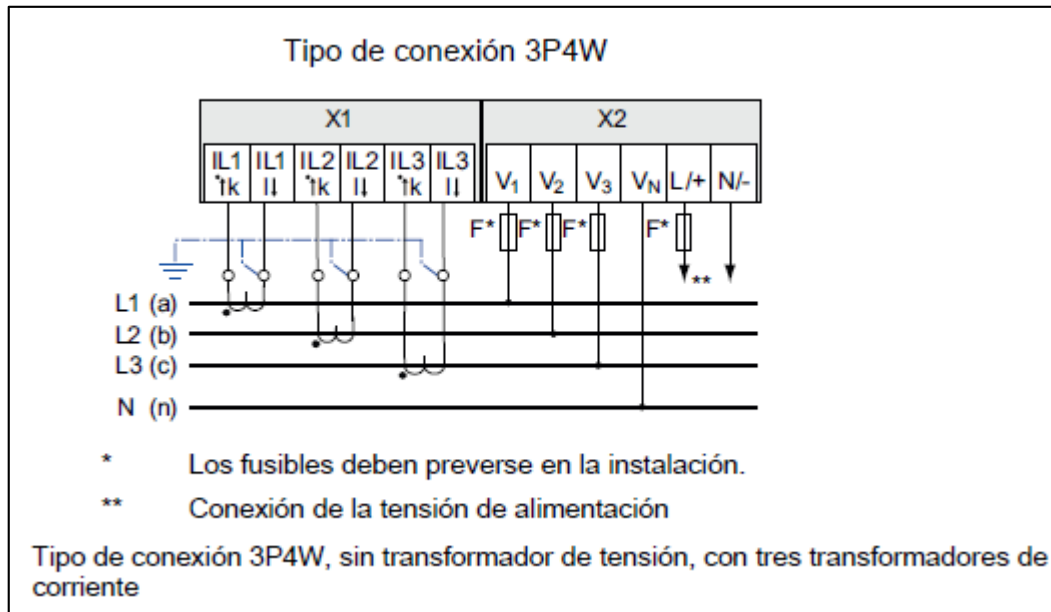 Tipo de conexión 3P4W
X1 X2
IL1 IL1 IL2 IL2 IL3 IL3 V₁ V₂ V₃ V_N L/+ N/-
°↑k l↓ °↑k l↓ °↑k l↓
F* F* F* F*
**
L1 (a)
L2 (b)
L3 (c)
N (n)
* Los fusibles deben preverse en la instalación.
** Conexión de la tensión de alimentación
Tipo de conexión 3P4W, sin transformador de tensión, con tres transformadores de
corriente